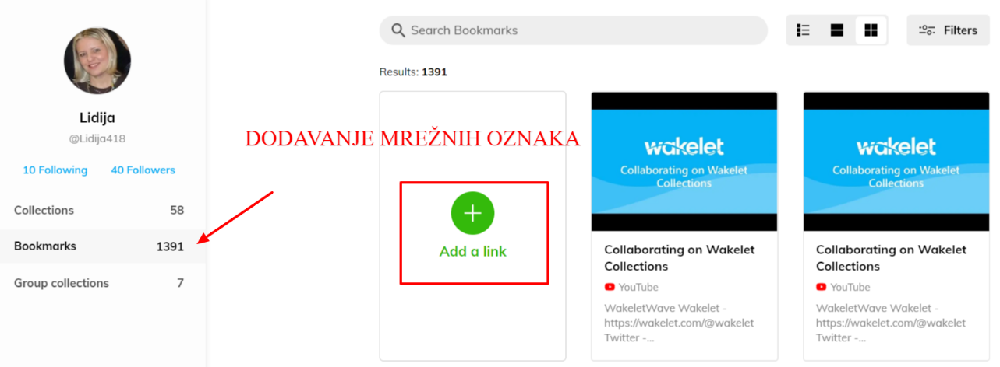 Lidija
@Lidija418
10 Following 40 Followers
Collections 58
Bookmarks 1391
Group collections 7
Search Bookmarks
Filters
Results: 1391
DODAVANJE MREŽNIH OZNAKA
Add a link
wakelet
Collaborating on Wakelet
Collections
Collaborating on Wakelet
Collections
YouTube
WakeletWave Wakelet -
https://wakelet.com/@wakelet
Twitter -...
wakelet
Collaborating on Wakelet
Collections
Collaborating on Wakelet
Collections
YouTube
WakeletWave Wakelet -
https://wakelet.com/@wakelet
Twitter -...